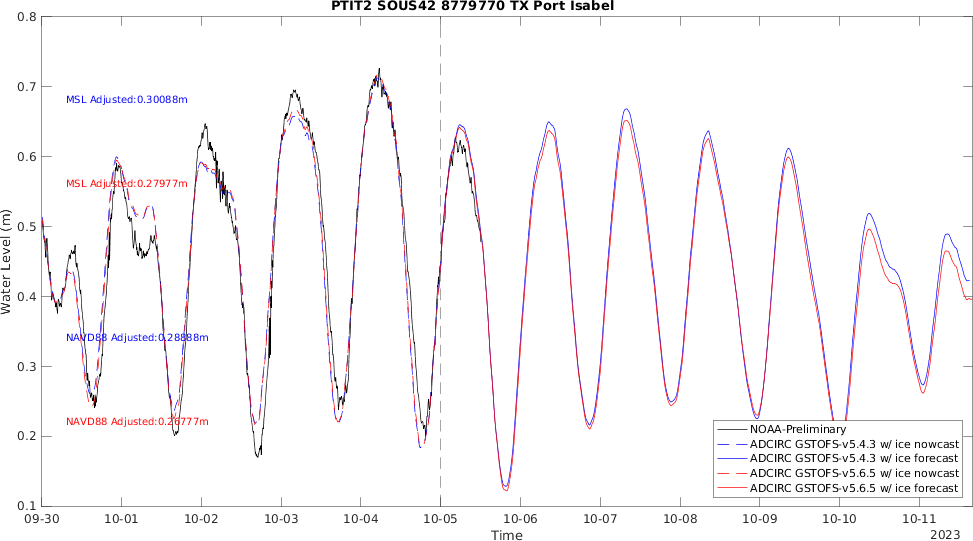 PTIT2 SOUS42 8779770 TX Port Isabel
Water Level (m)
0.8
0.7
0.6
0.5
0.4
0.3
0.2
0.1
MSL Adjusted:0.30088m
MSL Adjusted:0.27977m
NAVD88 Adjusted:0.28888m
NAVD88 Adjusted:0.26777m
NOAA-Preliminary
ADCIRC GSTOFS-v5.4.3 w/ ice nowcast
ADCIRC GSTOFS-v5.4.3 w/ ice forecast
ADCIRC GSTOFS-v5.6.5 w/ ice nowcast
ADCIRC GSTOFS-v5.6.5 w/ ice forecast
09-30 10-01 10-02 10-03 10-04 10-05 10-06 10-07 10-08 10-09 10-10 10-11
Time
2023